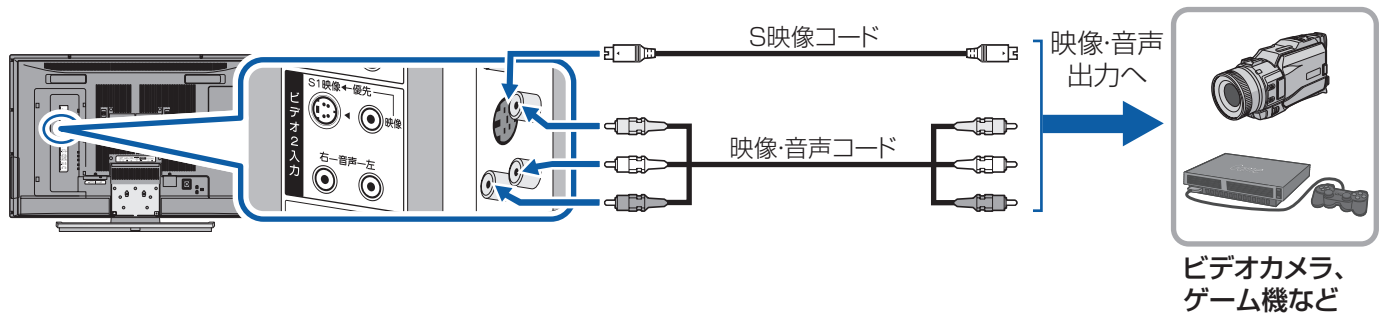 S映像コード
映像・音声
出力へ
ビデオ2入力
S1映像←優先
映像
右ー音声ー左
映像・音声コード
ビデオカメラ、
ゲーム機など